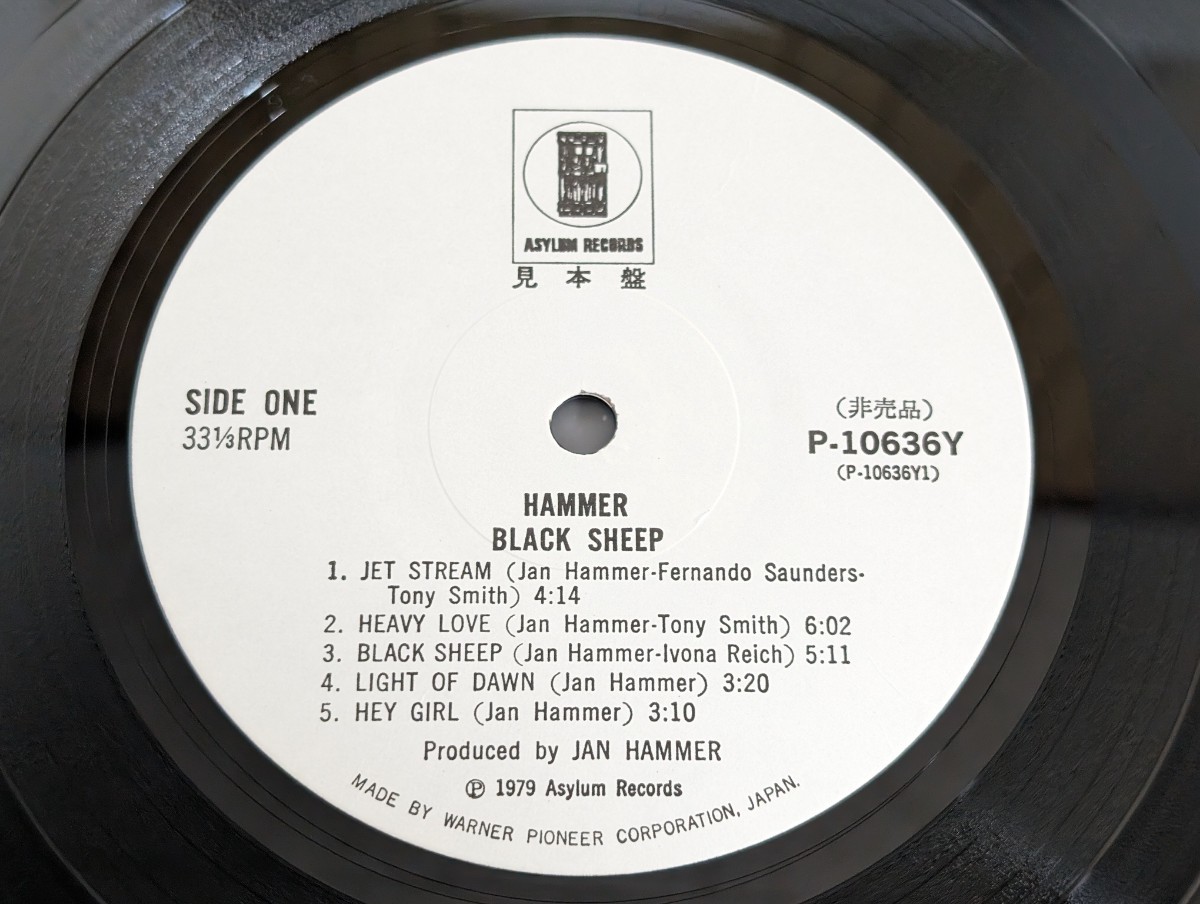 ASYLUM RECORDS
見 本 盤
SIDE ONE
33⅓RPM
(非売品)
P-10636Y
(P-10636Y1)
HAMMER
BLACK SHEEP
1. JET STREAM (Jan Hammer-Fernando Saunders-
Tony Smith) 4:14
2. HEAVY LOVE (Jan Hammer-Tony Smith) 6:02
3. BLACK SHEEP (Jan Hammer-Ivona Reich) 5:11
4. LIGHT OF DAWN (Jan Hammer) 3:20
5. HEY GIRL (Jan Hammer) 3:10
Produced by JAN HAMMER
℗ 1979 Asylum Records
MADE BY WARNER PIONEER CORPORATION, JAPAN.